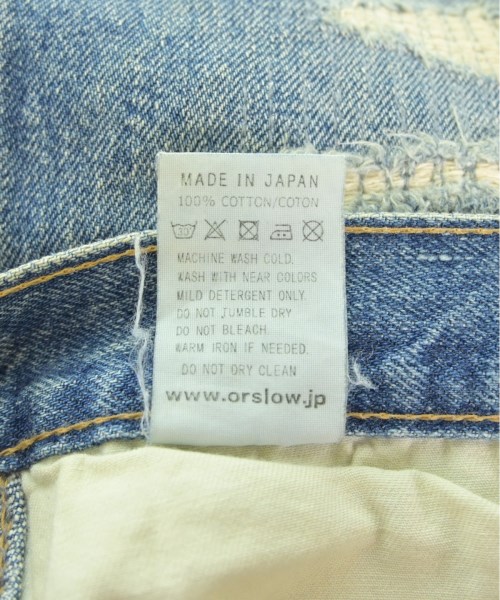 MADE IN JAPAN
100% COTTON/COTON
MACHINE WASH COLD.
WASH WITH NEAR COLORS
MILD DETERGENT ONLY.
DO NOT JUMBLE DRY
DO NOT BLEACH.
WARM IRON IF NEEDED.
DO NOT DRY CLEAN
www.orslow.jp